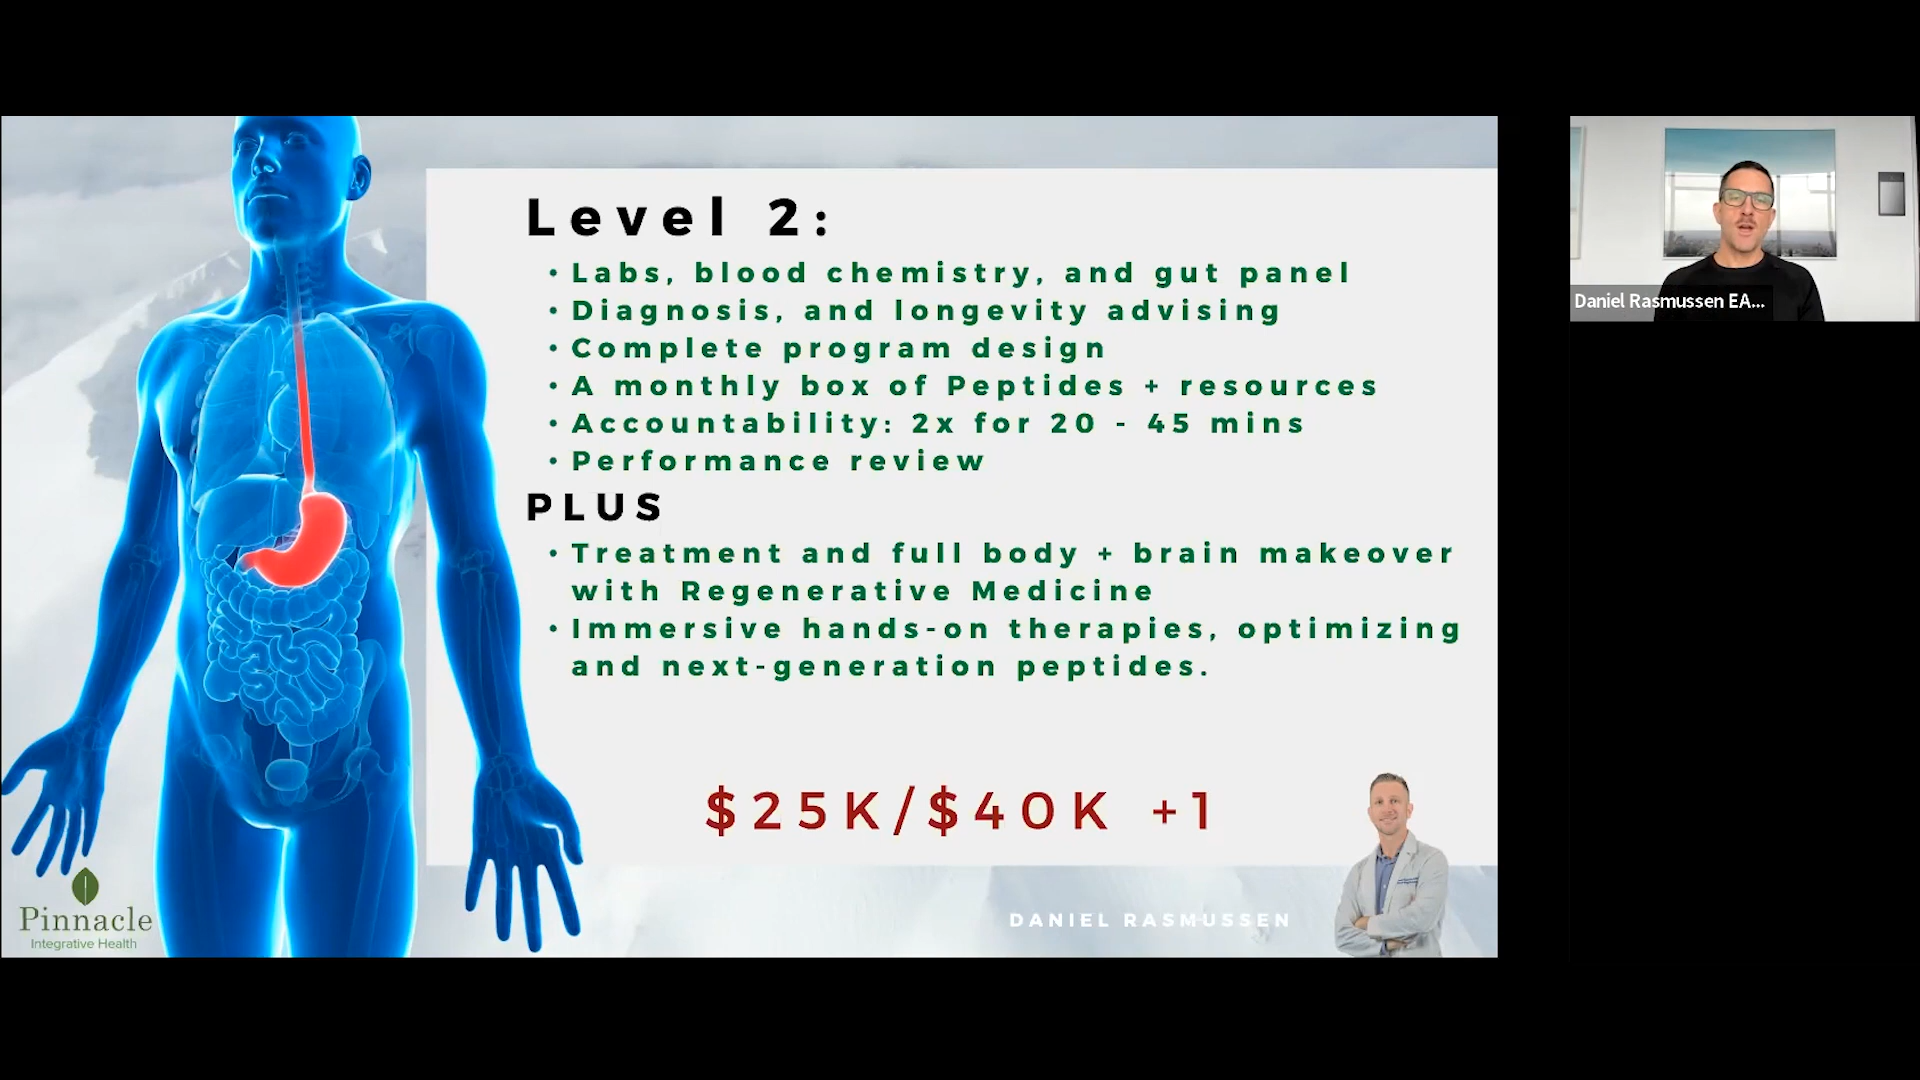 Level 2:
• Labs, blood chemistry, and gut panel
• Diagnosis, and longevity advising
• Complete program design
• A monthly box of Peptides + resources
• Accountability: 2x for 20 - 45 mins
• Performance review
PLUS
• Treatment and full body + brain makeover
with Regenerative Medicine
• Immersive hands-on therapies, optimizing
and next-generation peptides.
$25K/$40K +1
Pinnacle
Integrative Health
DANIEL RASMUSSEN
Daniel Rasmussen EA...